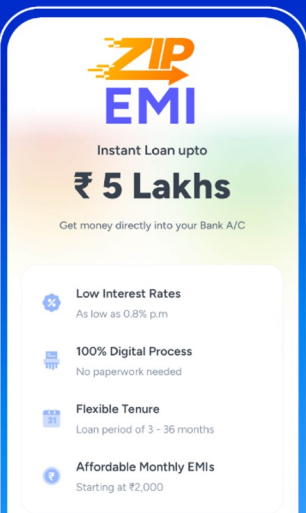 ZIP
EMI
Instant Loan upto
₹ 5 Lakhs
Get money directly into your Bank A/C
Low Interest Rates
As low as 0.8% p.m
100% Digital Process
No paperwork needed
31
Flexible Tenure
Loan period of 3 - 36 months
Affordable Monthly EMIs
Starting at ₹2,000